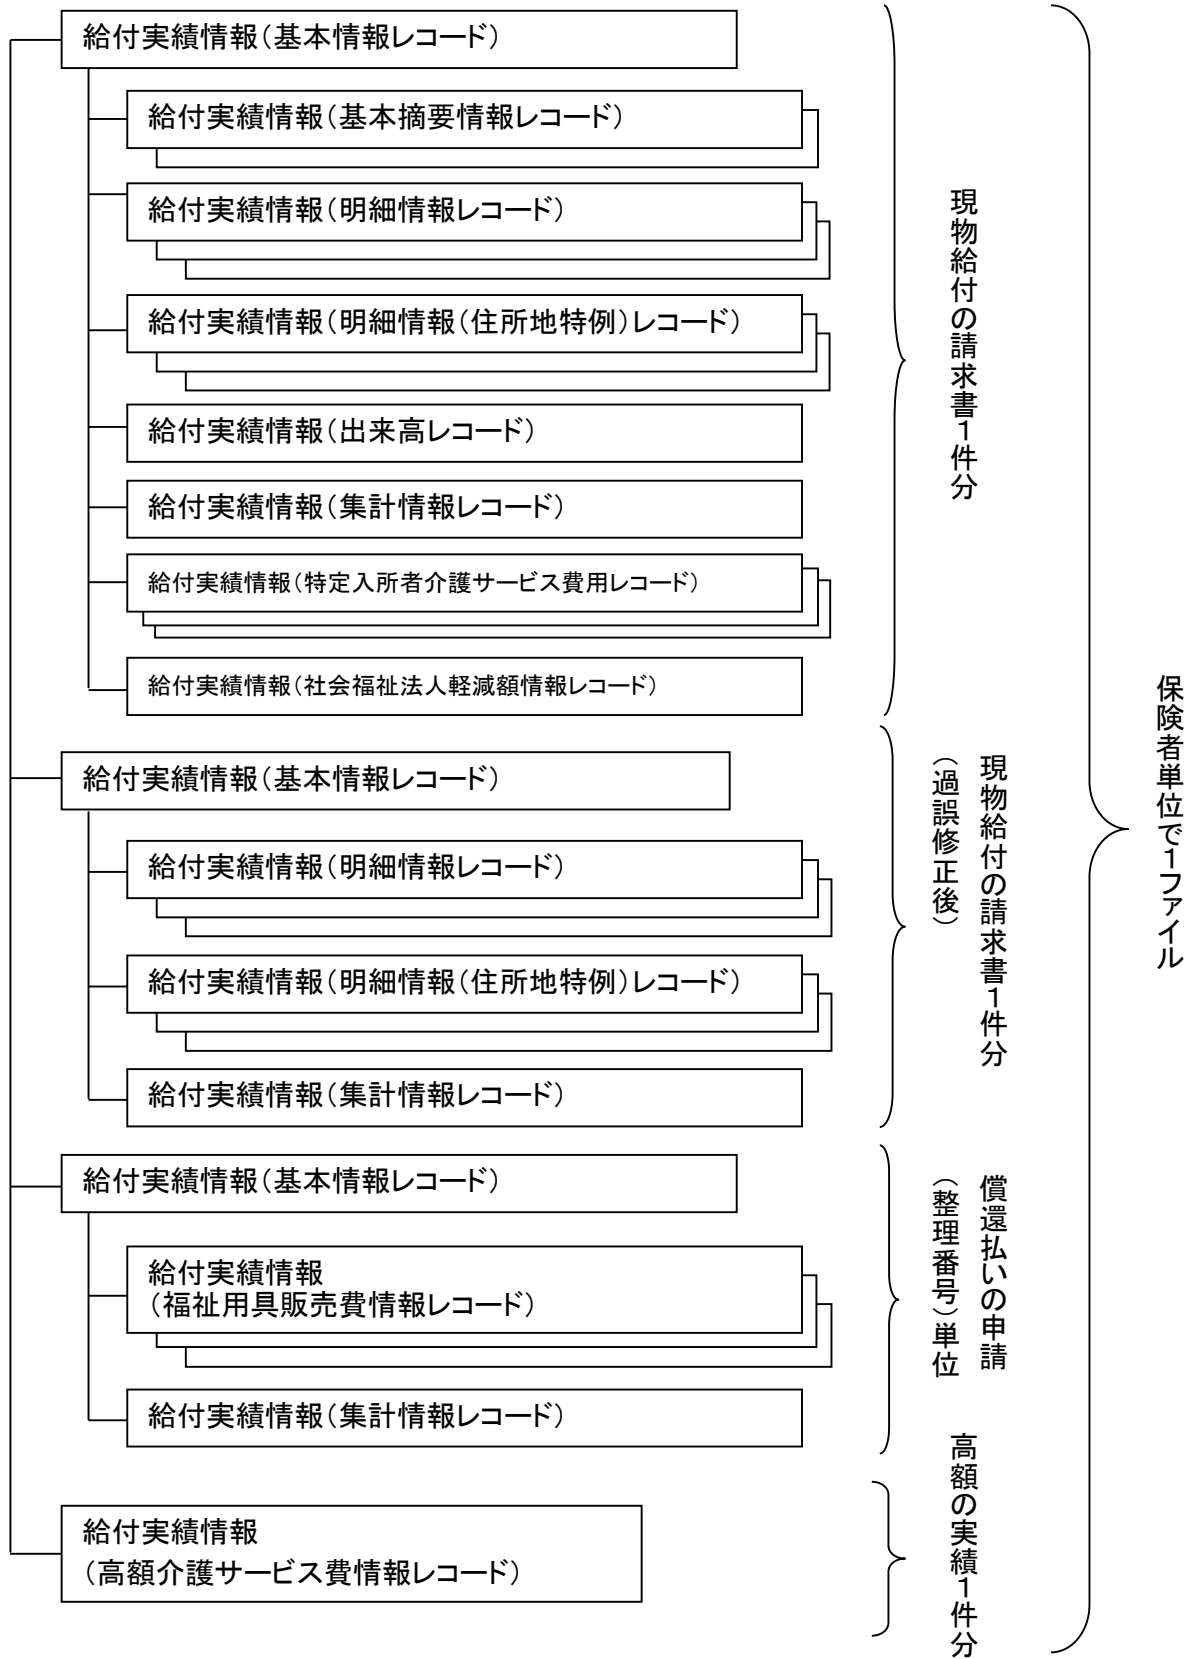 給付実績情報（基本情報レコード）
給付実績情報（基本摘要情報レコード）
給付実績情報（明細情報レコード）
給付実績情報（明細情報（住所地特例）レコード）
給付実績情報（出来高レコード）
給付実績情報（集計情報レコード）
給付実績情報（特定入所者介護サービス費用レコード）
給付実績情報（社会福祉法人軽減額情報レコード）
現物給付の請求書１件分
給付実績情報（基本情報レコード）
給付実績情報（明細情報レコード）
給付実績情報（明細情報（住所地特例）レコード）
給付実績情報（集計情報レコード）
現物給付の請求書１件分
（過誤修正後）
給付実績情報（基本情報レコード）
給付実績情報
（福祉用具販売費情報レコード）
給付実績情報（集計情報レコード）
償還払いの申請
（整理番号）単位
給付実績情報
（高額介護サービス費情報レコード）
高額の実績１件分
保険者単位で１ファイル